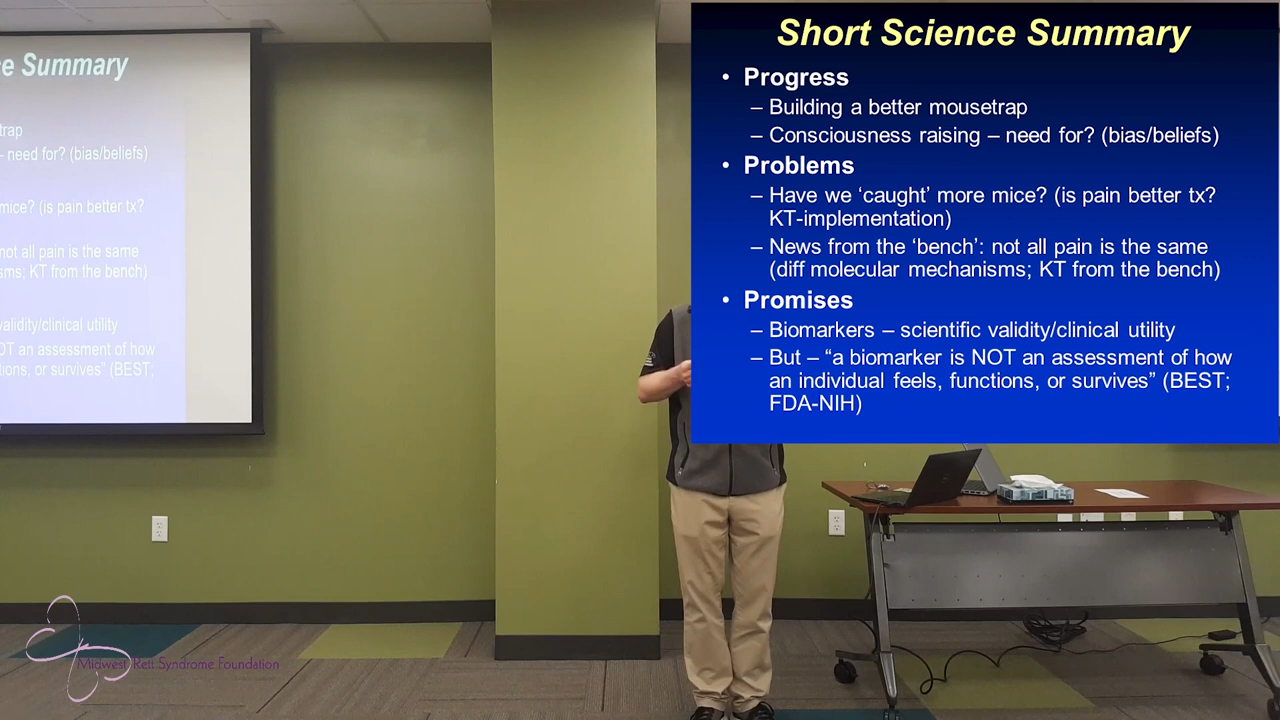 e Summary
trap
– need for? (bias/beliefs)
mice? (is pain better tx?
not all pain is the same
sms; KT from the bench)
validity/clinical utility
OT an assessment of how
tions, or survives” (BEST;
Short Science Summary
• Progress
– Building a better mousetrap
– Consciousness raising – need for? (bias/beliefs)
• Problems
– Have we ‘caught’ more mice? (is pain better tx?
KT-implementation)
– News from the ‘bench’: not all pain is the same
(diff molecular mechanisms; KT from the bench)
• Promises
– Biomarkers – scientific validity/clinical utility
– But – “a biomarker is NOT an assessment of how
an individual feels, functions, or survives” (BEST;
FDA-NIH)
Midwest Rett Syndrome Foundation